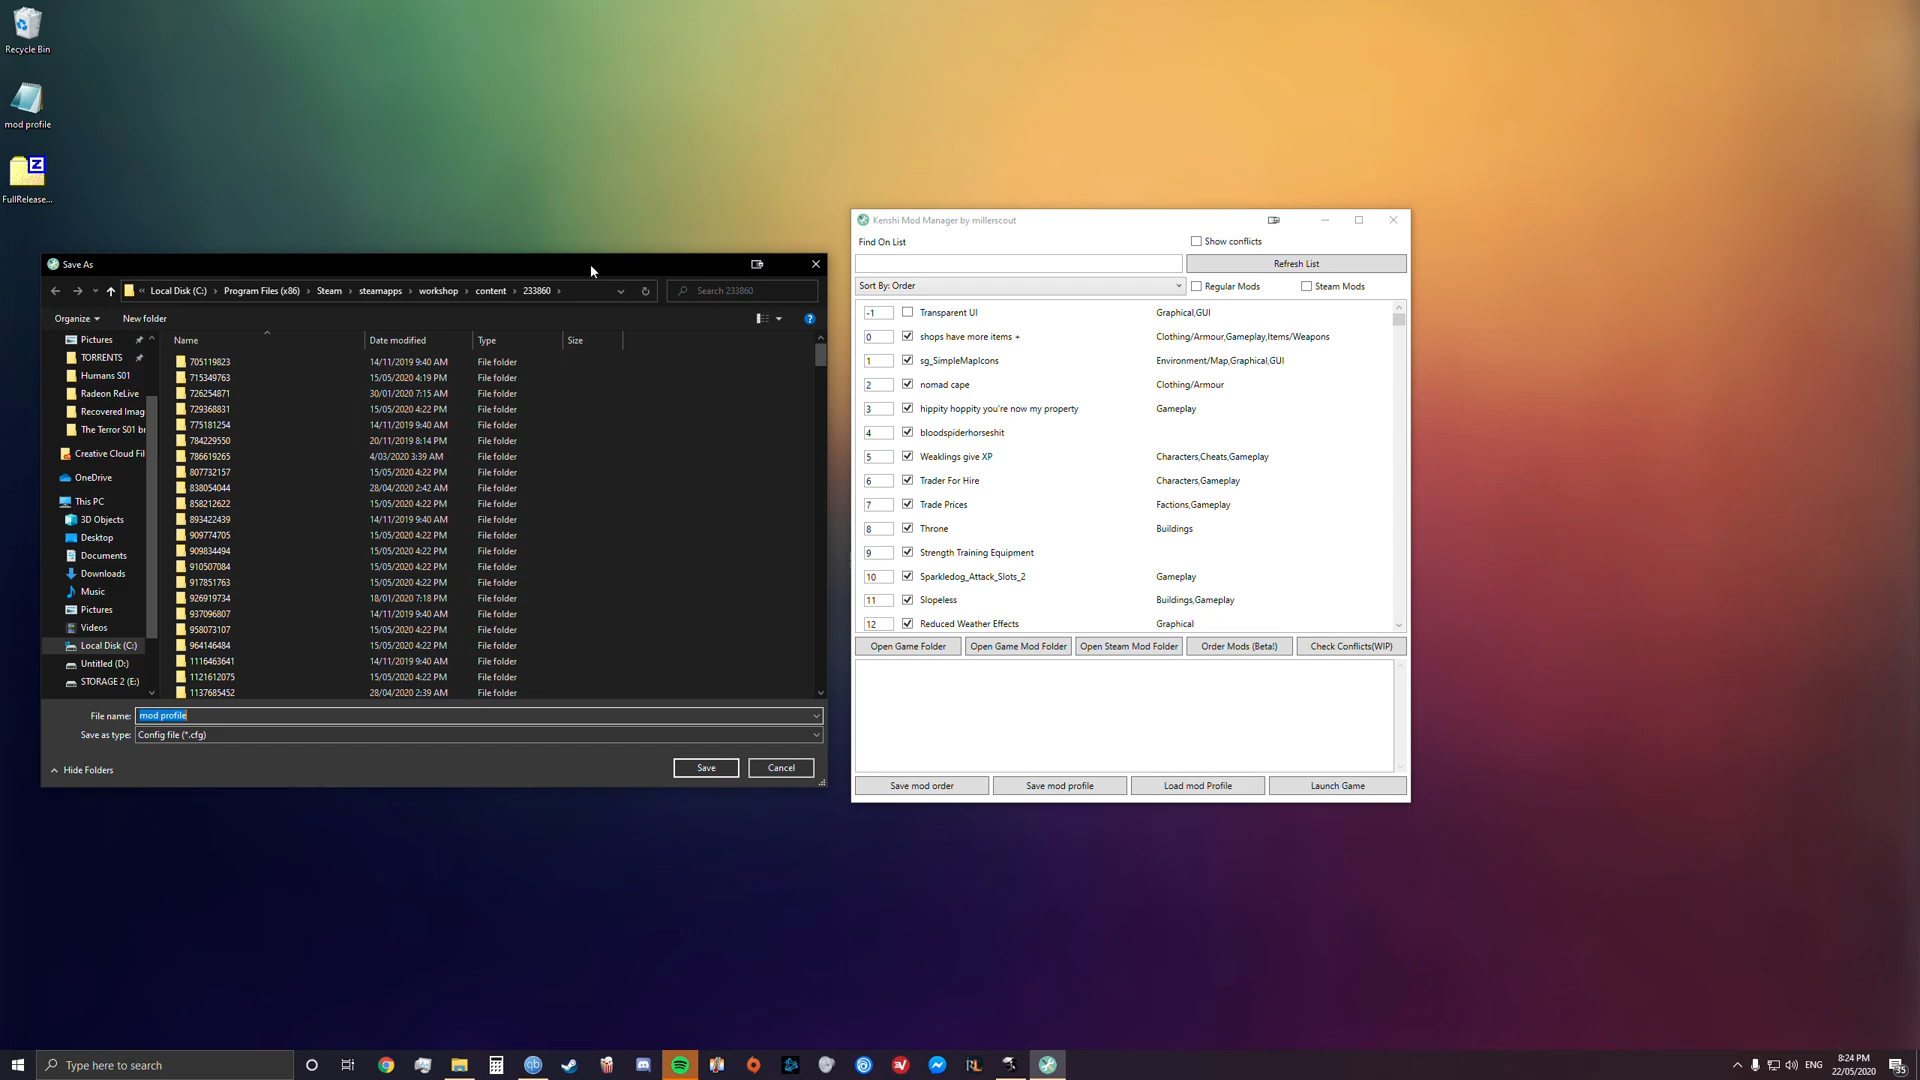 Recycle Bin
mod profile
FullRelease...
Save As
« Local Disk (C:) › Program Files (x86) › Steam › steamapps › workshop › content › 233860 ›
Search 233860
Organize
New folder
Name
Date modified
Type
Size
Pictures
TORRENTS
Humans S01
Radeon ReLive
Recovered Imag
The Terror S01 br
Creative Cloud Fil
OneDrive
This PC
3D Objects
Desktop
Documents
Downloads
Music
Pictures
Videos
Local Disk (C:)
Untitled (D:)
STORAGE 2 (E:)
705119823 14/11/2019 9:40 AM File folder
715349763 15/05/2020 4:19 PM File folder
726254871 30/01/2020 7:15 AM File folder
729368831 15/05/2020 4:22 PM File folder
775181254 14/11/2019 9:40 AM File folder
784229550 20/11/2019 8:14 PM File folder
786619265 4/03/2020 3:39 AM File folder
807732157 15/05/2020 4:22 PM File folder
838054044 28/04/2020 2:42 AM File folder
858212622 15/05/2020 4:22 PM File folder
893422439 14/11/2019 9:40 AM File folder
909774705 15/05/2020 4:22 PM File folder
909834494 15/05/2020 4:22 PM File folder
910507084 15/05/2020 4:22 PM File folder
917851763 15/05/2020 4:22 PM File folder
926919734 18/01/2020 7:18 PM File folder
937096807 14/11/2019 9:40 AM File folder
958073107 15/05/2020 4:22 PM File folder
964146484 15/05/2020 4:22 PM File folder
1116463641 14/11/2019 9:40 AM File folder
1121612075 15/05/2020 4:22 PM File folder
1137685452 28/04/2020 2:39 AM File folder
File name: mod profile
Save as type: Config file (*.cfg)
Hide Folders
Save
Cancel
Kenshi Mod Manager by millerscout
Find On List
Show conflicts
Refresh List
Sort By: Order
Regular Mods
Steam Mods
-1 Transparent UI Graphical,GUI
0 shops have more items + Clothing/Armour,Gameplay,Items/Weapons
1 sg_SimpleMapIcons Environment/Map,Graphical,GUI
2 nomad cape Clothing/Armour
3 hippity hoppity you're now my property Gameplay
4 bloodspiderhorseshit
5 Weaklings give XP Characters,Cheats,Gameplay
6 Trader For Hire Characters,Gameplay
7 Trade Prices Factions,Gameplay
8 Throne Buildings
9 Strength Training Equipment
10 Sparkledog_Attack_Slots_2 Gameplay
11 Slopeless Buildings,Gameplay
12 Reduced Weather Effects Graphical
Open Game Folder
Open Game Mod Folder
Open Steam Mod Folder
Order Mods (Beta!)
Check Conflicts(WIP)
Save mod order
Save mod profile
Load mod Profile
Launch Game
Type here to search
ENG
8:24 PM
22/05/2020
35